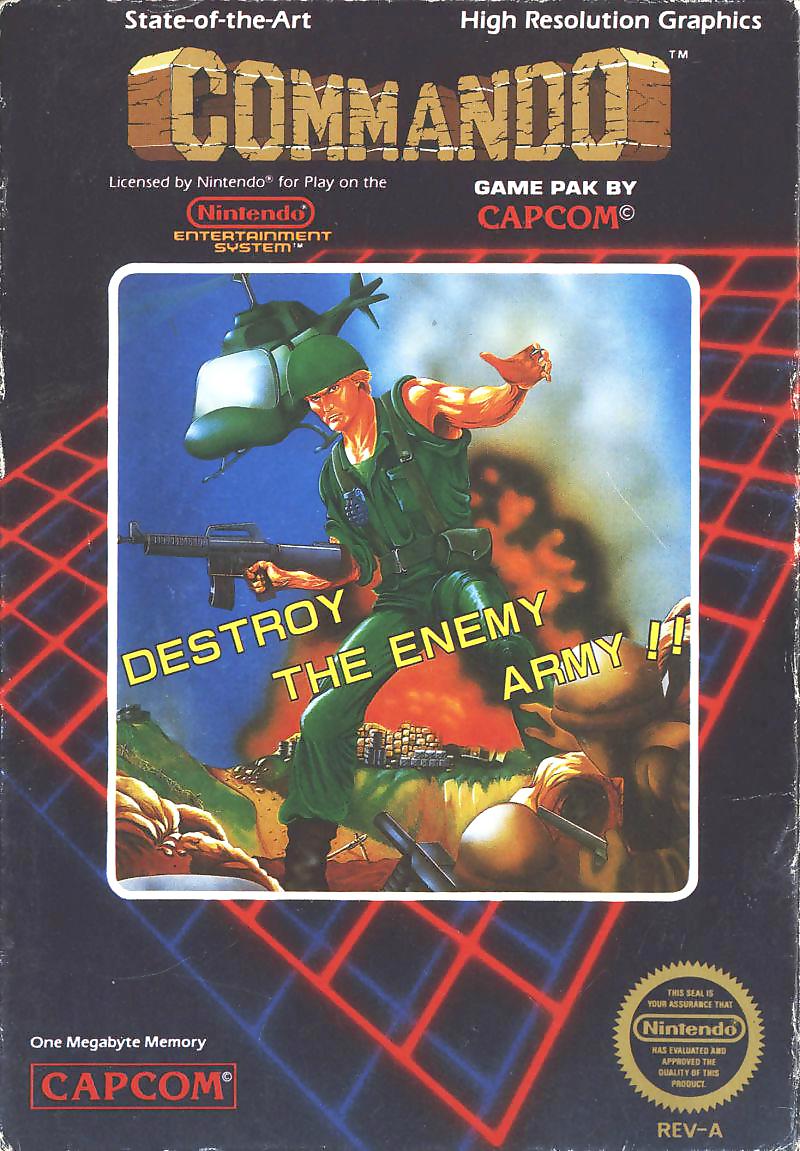 State-of-the-Art
High Resolution Graphics
COMMANDO™
Licensed by Nintendo® for Play on the
Nintendo®
ENTERTAINMENT
SYSTEM™
GAME PAK BY
CAPCOM©
DESTROY
THE ENEMY
ARMY !!
One Megabyte Memory
CAPCOM©
THIS SEAL IS
YOUR ASSURANCE THAT
Nintendo®
HAS EVALUATED AND
APPROVED THE
QUALITY OF THIS
PRODUCT.
REV-A